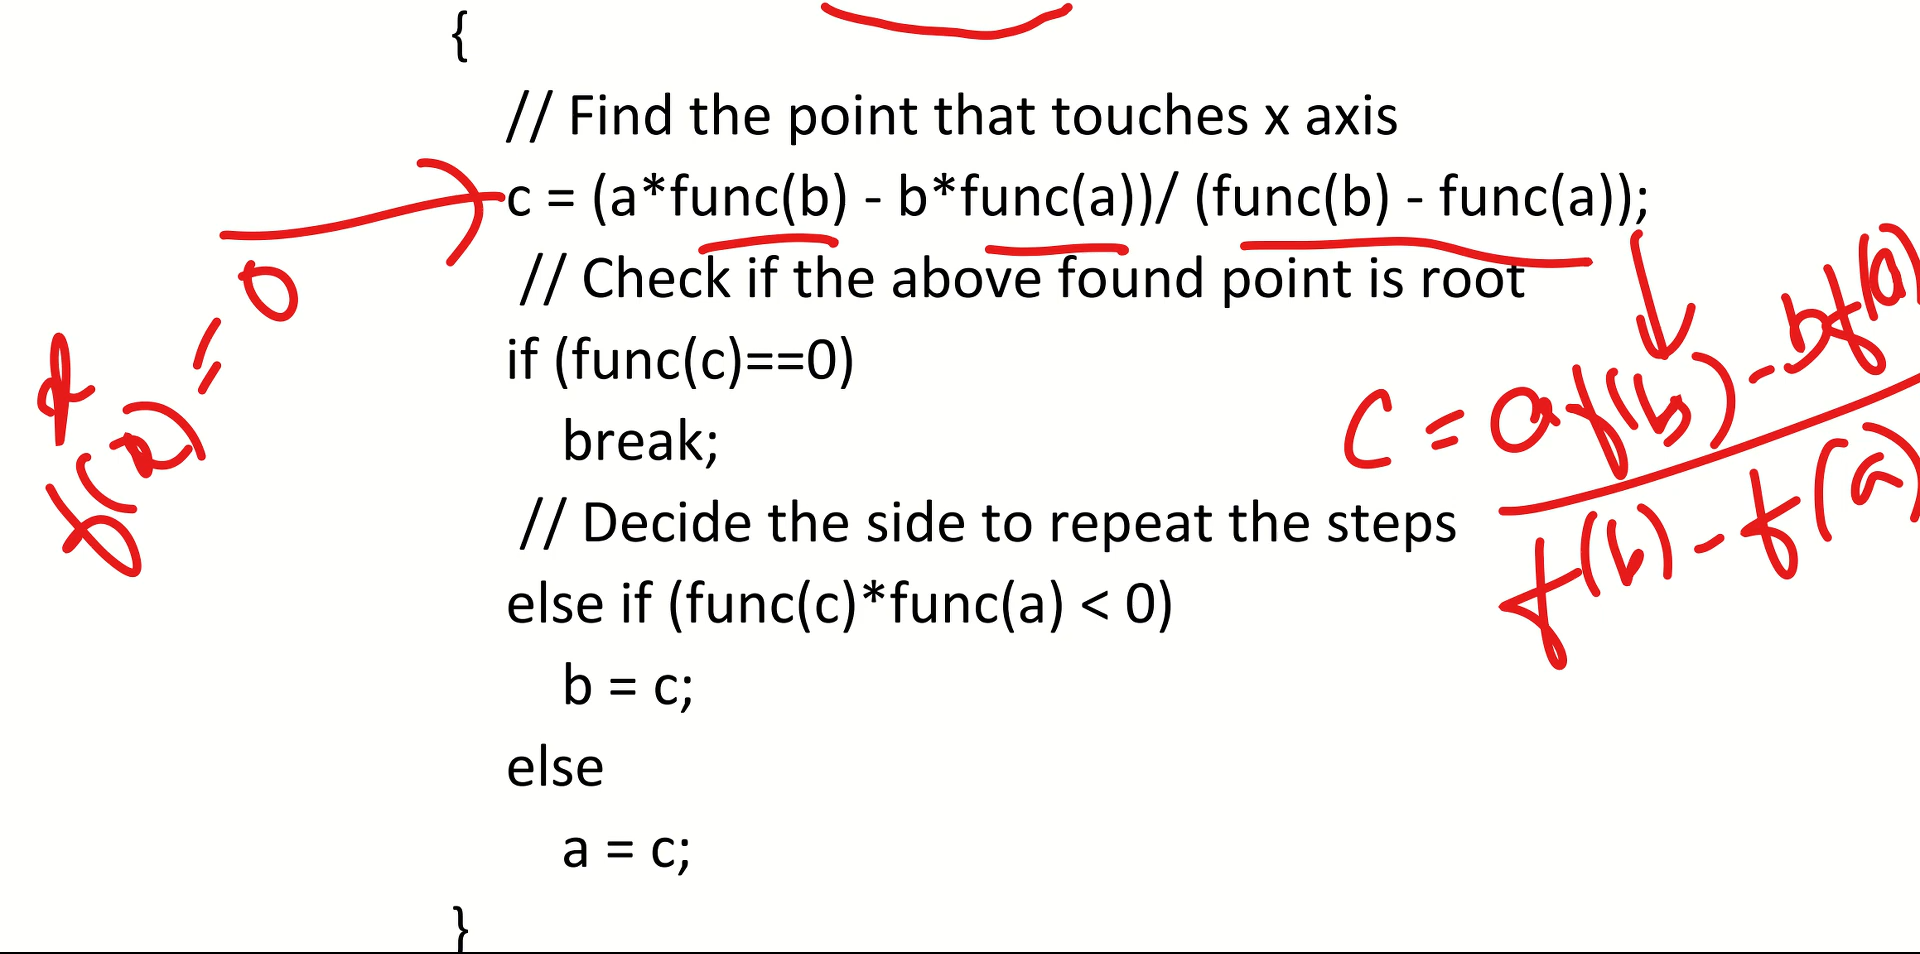 {
// Find the point that touches x axis
c = (a*func(b) - b*func(a))/ (func(b) - func(a));
// Check if the above found point is root
if (func(c)==0)
break;
// Decide the side to repeat the steps
else if (func(c)*func(a) < 0)
b = c;
else
a = c;
}
f(x) = 0
C = af(b) - bf(a)
f(b) - f(a)